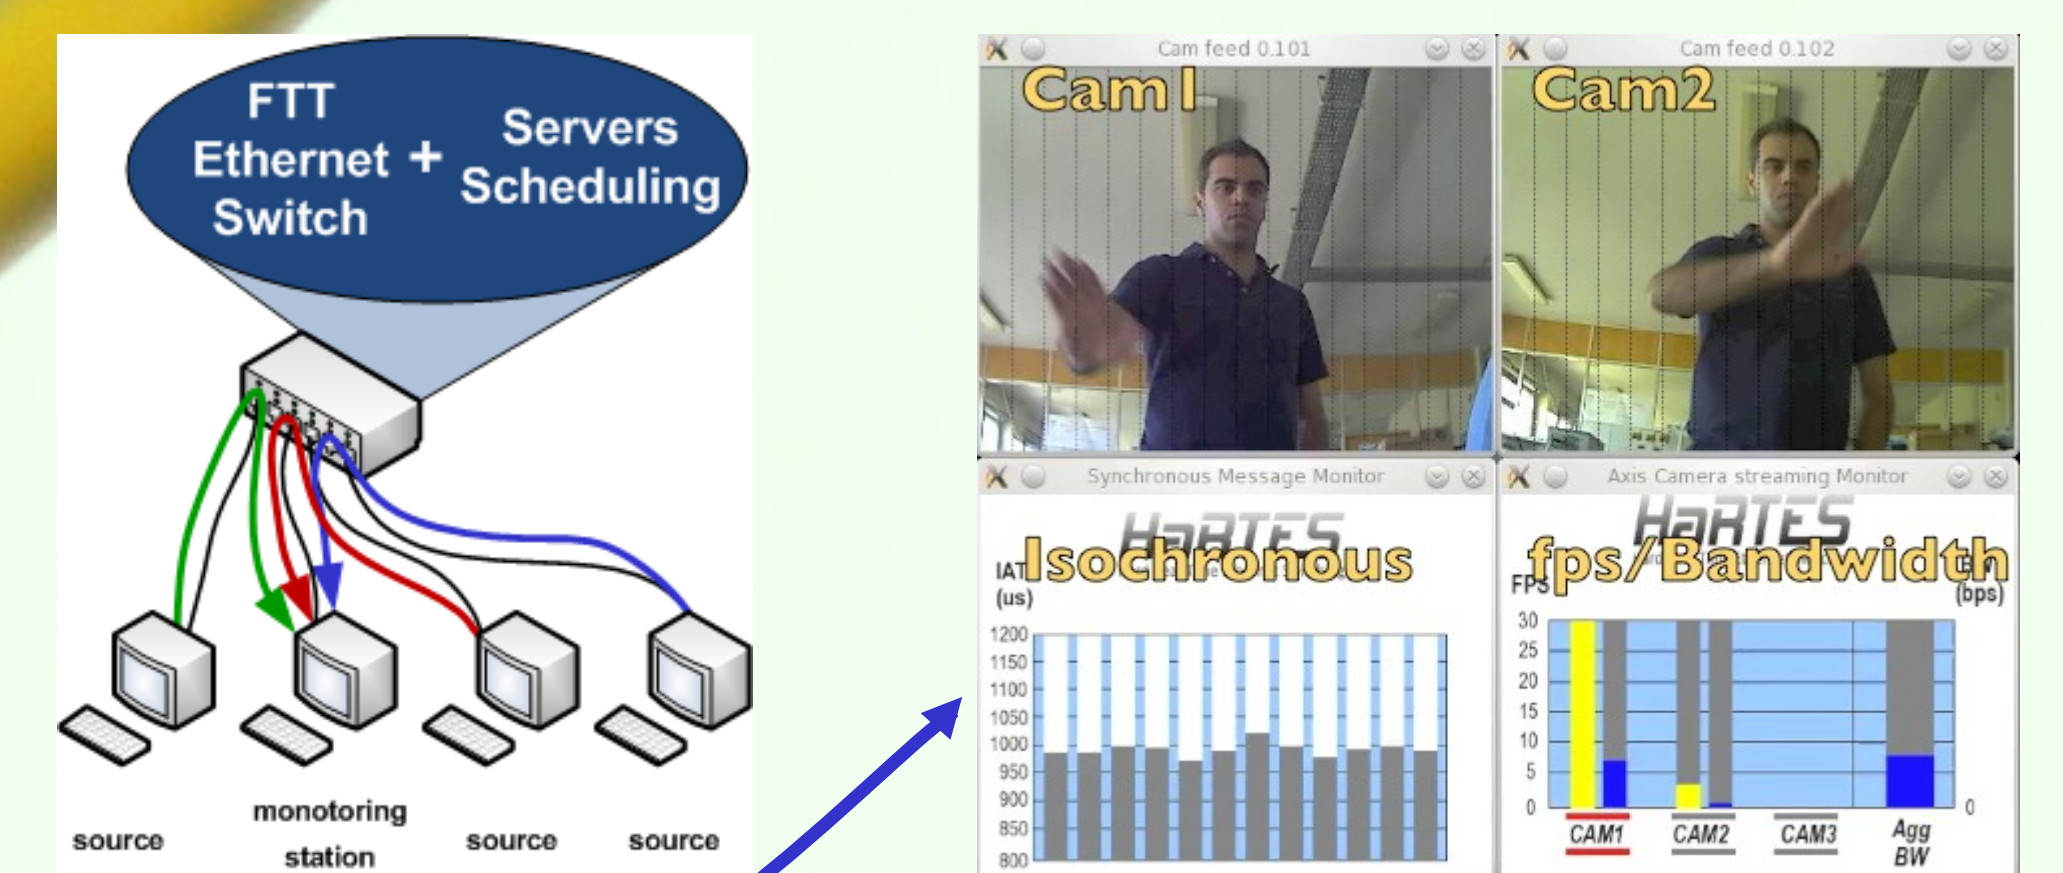 FTT
Ethernet
Switch
+
Servers
Scheduling
source
monotoring
station
source
source
Cam feed 0.101
Cam1
Cam feed 0.102
Cam2
Synchronous Message Monitor
HaRTES
Isochronous
IAT
(us)
1200
1150
1100
1050
1000
950
900
850
800
Axis Camera streaming Monitor
HaRTES
fps/Bandwidth
FPS
(bps)
30
25
20
15
10
5
0
0
CAM1
CAM2
CAM3
Agg
BW